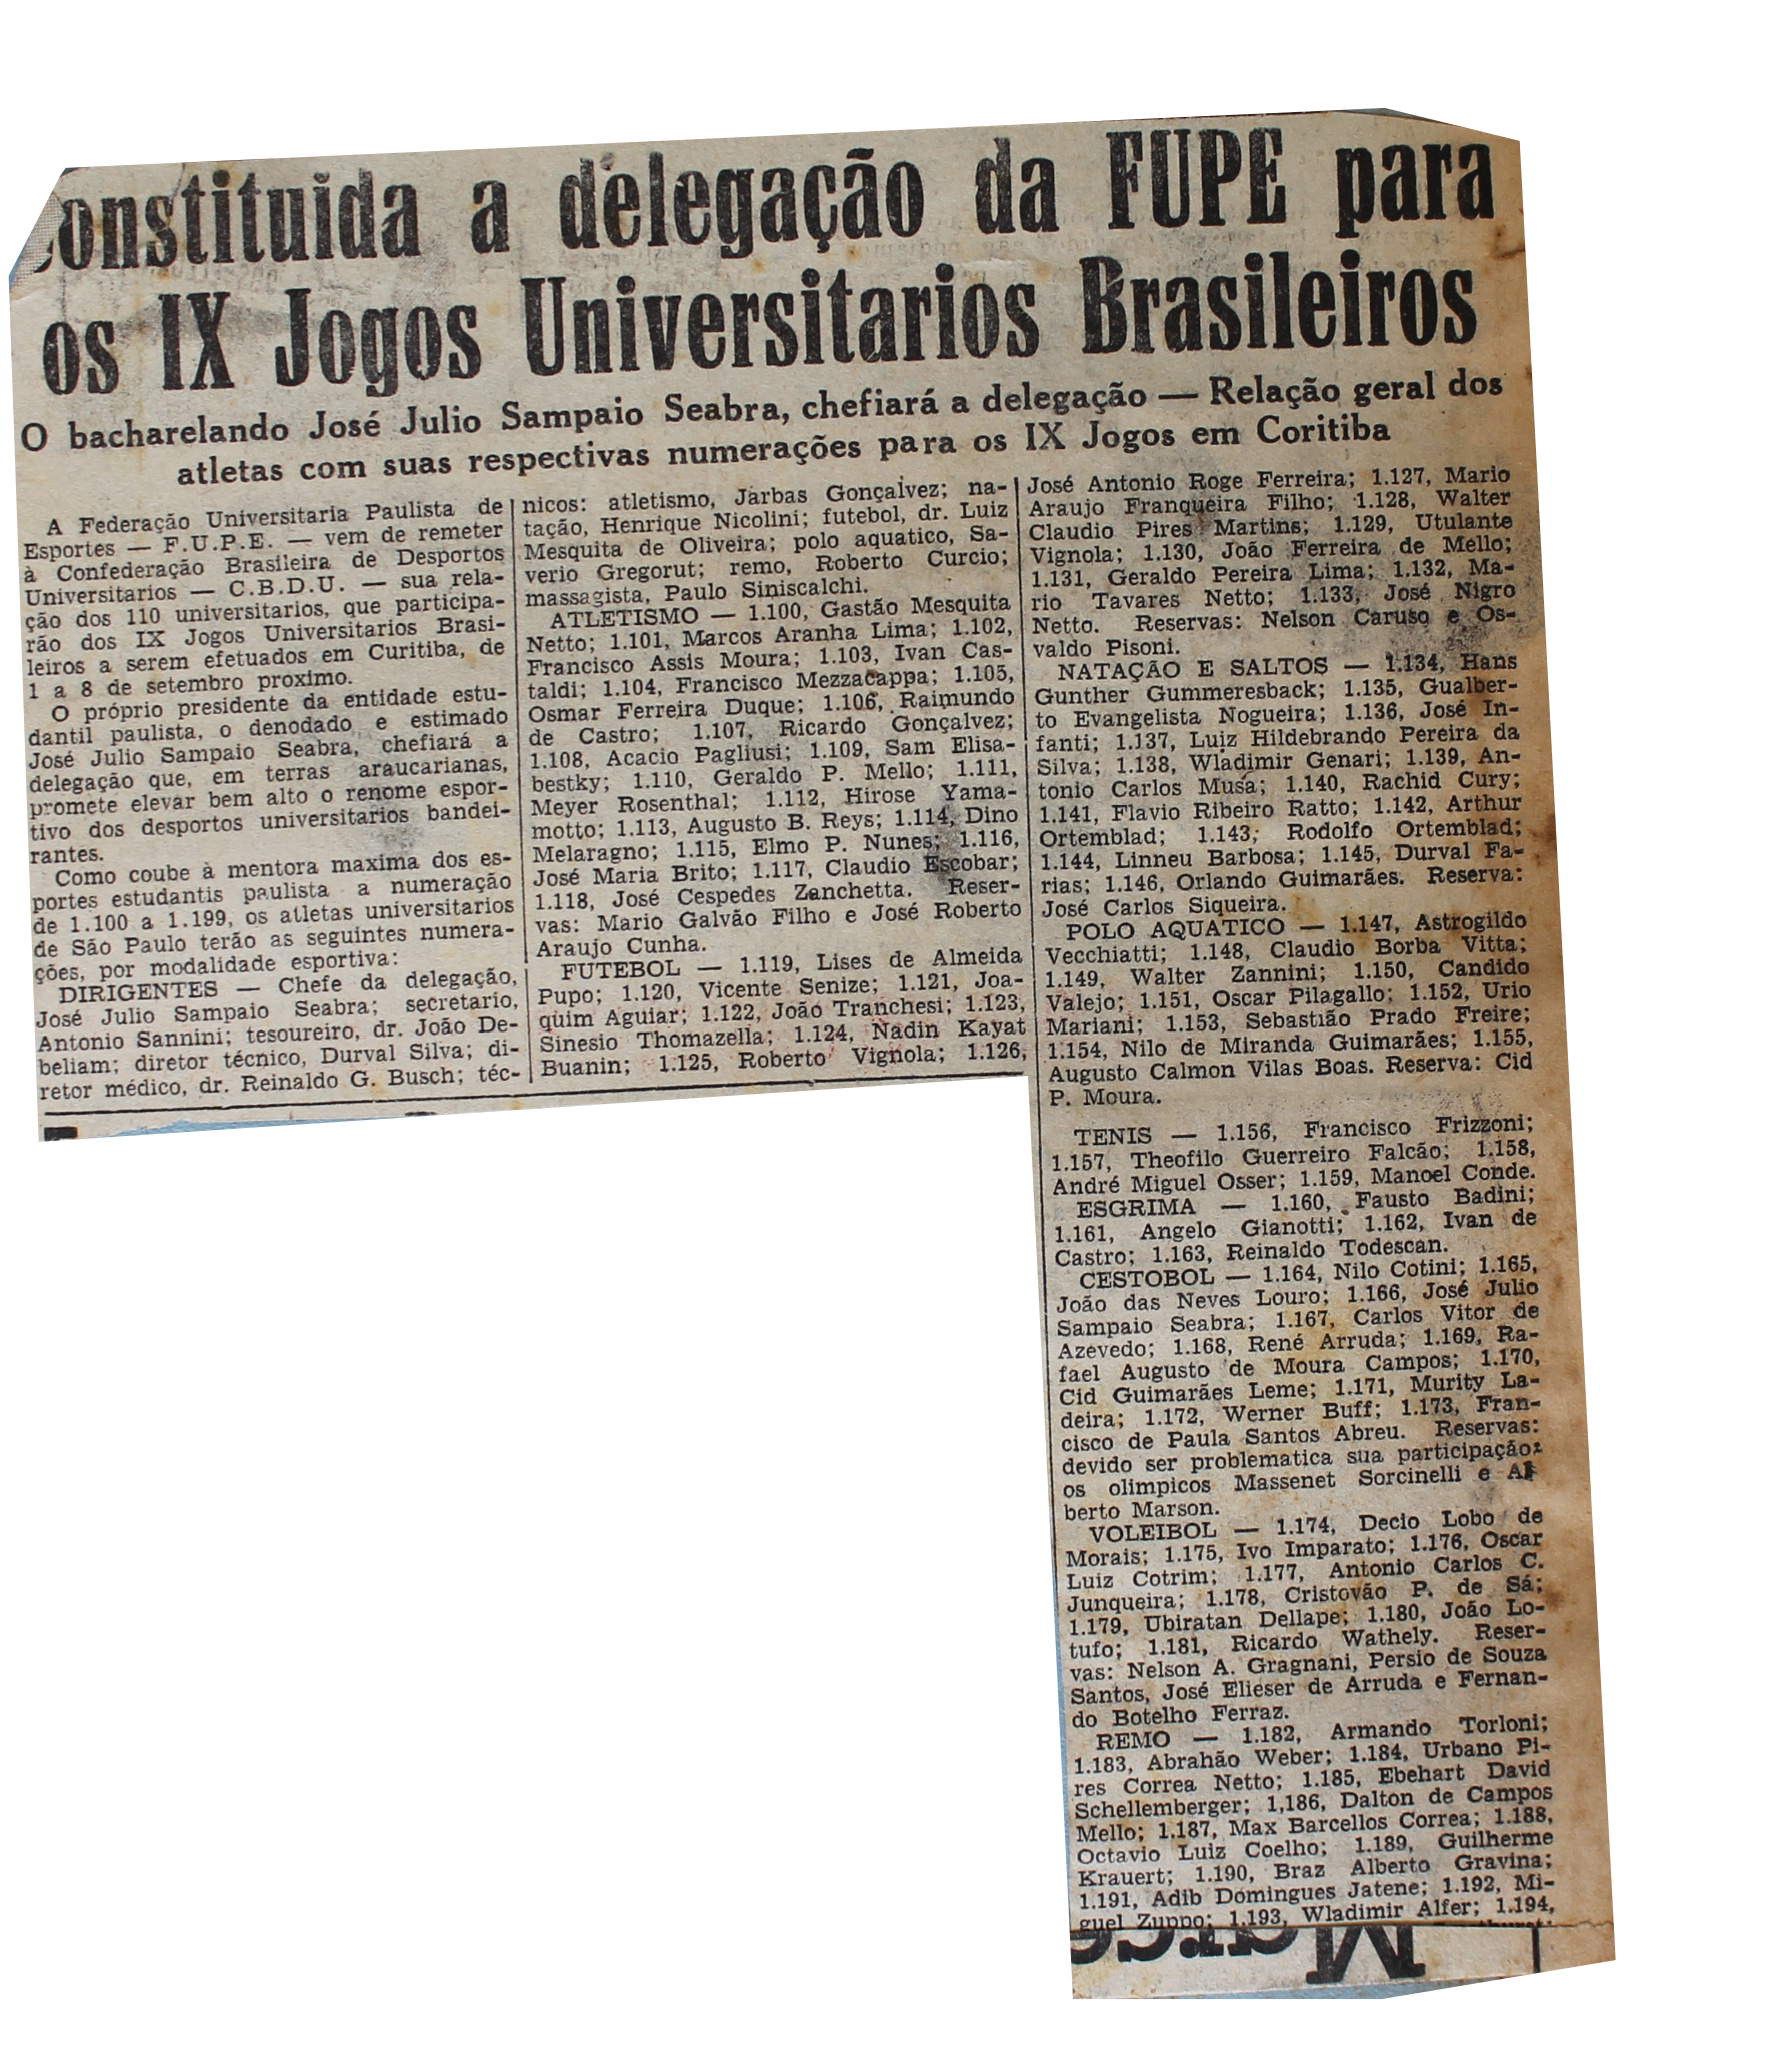 onstituida a delegação da FUPE para
os IX Jogos Universitarios Brasileiros
O bacharelando José Julio Sampaio Seabra, chefiará a delegação — Relação geral dos
atletas com suas respectivas numerações para os IX Jogos em Coritiba
A Federação Universitaria Paulista de
Esportes — F.U.P.E. — vem de remeter
à Confederação Brasileira de Desportos
Universitarios — C.B.D.U. — sua rela-
ção dos 110 universitarios, que participa-
rão dos IX Jogos Universitarios Brasi-
leiros a serem efetuados em Curitiba, de
1 a 8 de setembro proximo.
O próprio presidente da entidade estu-
dantil paulista, o denodado e estimado
José Julio Sampaio Seabra, chefiará a
delegação que, em terras araucarianas,
promete elevar bem alto o renome espor-
tivo dos desportos universitarios bandei-
rantes.
Como coube à mentora maxima dos es-
portes estudantis paulista a numeração
de 1.100 a 1.199, os atletas universitarios
de São Paulo terão as seguintes numera-
ções, por modalidade esportiva:
DIRIGENTES — Chefe da delegação,
José Julio Sampaio Seabra; secretario,
Antonio Sannini; tesoureiro, dr. João De-
beliam; diretor técnico, Durval Silva; di-
retor médico, dr. Reinaldo G. Busch; téc-
nicos: atletismo, Jarbas Gonçalvez; na-
tação, Henrique Nicolini; futebol, dr. Luiz
Mesquita de Oliveira; polo aquatico, Sa-
verio Gregorut; remo, Roberto Curcio;
massagista, Paulo Siniscalchi.
ATLETISMO — 1.100, Gastão Mesquita
Netto; 1.101, Marcos Aranha Lima; 1.102,
Francisco Assis Moura; 1.103, Ivan Cas-
taldi; 1.104, Francisco Mezzacappa; 1.105,
Osmar Ferreira Duque; 1.106, Raimundo
de Castro; 1.107, Ricardo Gonçalvez;
1.108, Acacio Pagliusi; 1.109, Sam Elisa-
bestky; 1.110, Geraldo P. Mello; 1.111,
Meyer Rosenthal; 1.112, Hirose Yama-
motto; 1.113, Augusto B. Reys; 1.114, Dino
Melaragno; 1.115, Elmo P. Nunes; 1.116,
José Maria Brito; 1.117, Claudio Escobar;
1.118, José Cespedes Zanchetta. Reser-
vas: Mario Galvão Filho e José Roberto
Araujo Cunha.
FUTEBOL — 1.119, Lises de Almeida
Pupo; 1.120, Vicente Senize; 1.121, Joa-
quim Aguiar; 1.122, João Tranchesi; 1.123,
Sinesio Thomazella; 1.124, Nadin Kayat
Buanin; 1.125, Roberto Vignola; 1.126,
José Antonio Roge Ferreira; 1.127, Mario
Araujo Franqueira Filho; 1.128, Walter
Claudio Pires Martins; 1.129, Utulante
Vignola; 1.130, João Ferreira de Mello;
1.131, Geraldo Pereira Lima; 1.132, Ma-
rio Tavares Netto; 1.133, José Nigro
Netto. Reservas: Nelson Caruso e Os-
valdo Pisoni.
NATAÇÃO E SALTOS — 1.134, Hans
Gunther Gummeresback; 1.135, Gualber-
to Evangelista Nogueira; 1.136, José In-
fanti; 1.137, Luiz Hildebrando Pereira da
Silva; 1.138, Wladimir Genari; 1.139, An-
tonio Carlos Musa; 1.140, Rachid Cury;
1.141, Flavio Ribeiro Ratto; 1.142, Arthur
Ortemblad; 1.143; Rodolfo Ortemblad;
1.144, Linneu Barbosa; 1.145, Durval Fa-
rias; 1.146, Orlando Guimarães. Reserva:
José Carlos Siqueira.
POLO AQUATICO — 1.147, Astrogildo
Vecchiatti; 1.148, Claudio Borba Vitta;
1.149, Walter Zannini; 1.150, Candido
Valejo; 1.151, Oscar Pilagallo; 1.152, Urio
Mariani; 1.153, Sebastião Prado Freire;
1.154, Nilo de Miranda Guimarães; 1.155,
Augusto Calmon Vilas Boas. Reserva: Cid
P. Moura.
TENIS — 1.156, Francisco Frizzoni;
1.157, Theofilo Guerreiro Falcão; 1.158,
André Miguel Osser; 1.159, Manoel Conde.
ESGRIMA — 1.160, Fausto Badini;
1.161, Angelo Gianotti; 1.162, Ivan de
Castro; 1.163, Reinaldo Todescan.
CESTOBOL — 1.164, Nilo Cotini; 1.165,
João das Neves Louro; 1.166, José Julio
Sampaio Seabra; 1.167, Carlos Vitor de
Azevedo; 1.168, René Arruda; 1.169, Ra-
fael Augusto de Moura Campos; 1.170,
Cid Guimarães Leme; 1.171, Murity La-
deira; 1.172, Werner Buff; 1.173, Fran-
cisco de Paula Santos Abreu. Reservas:
devido ser problematica sua participação:
os olimpicos Massenet Sorcinelli e Al-
berto Marson.
VOLEIBOL — 1.174, Decio Lobo de
Morais; 1.175, Ivo Imparato; 1.176, Oscar
Luiz Cotrim; 1.177, Antonio Carlos C.
Junqueira; 1.178, Cristovão P. de Sá;
1.179, Ubiratan Dellape; 1.180, João Lo-
tufo; 1.181, Ricardo Wathely. Reser-
vas: Nelson A. Gragnani, Persio de Souza
Santos, José Elieser de Arruda e Fernan-
do Botelho Ferraz.
REMO — 1.182, Armando Torloni;
1.183, Abrahão Weber; 1.184, Urbano Pi-
res Correa Netto; 1.185, Ebehart David
Schellemberger; 1,186, Dalton de Campos
Mello; 1.187, Max Barcellos Correa; 1.188,
Octavio Luiz Coelho; 1.189, Guilherme
Krauert; 1.190, Braz Alberto Gravina;
1.191, Adib Domingues Jatene; 1.192, Mi-
guel Zuppo; 1.193, Wladimir Alfer; 1.194,